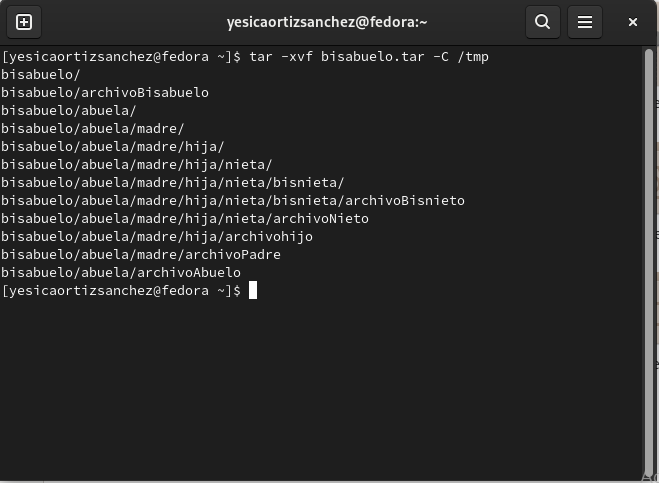 yesicaortizsanchez@fedora:~
[yesicaortizsanchez@fedora ~]$ tar -xvf bisabuelo.tar -C /tmp
bisabuelo/
bisabuelo/archivoBisabuelo
bisabuelo/abuela/
bisabuelo/abuela/madre/
bisabuelo/abuela/madre/hija/
bisabuelo/abuela/madre/hija/nieta/
bisabuelo/abuela/madre/hija/nieta/bisnieta/
bisabuelo/abuela/madre/hija/nieta/bisnieta/archivoBisnieto
bisabuelo/abuela/madre/hija/nieta/archivoNieto
bisabuelo/abuela/madre/hija/archivohijo
bisabuelo/abuela/madre/archivoPadre
bisabuelo/abuela/archivoAbuelo
[yesicaortizsanchez@fedora ~]$